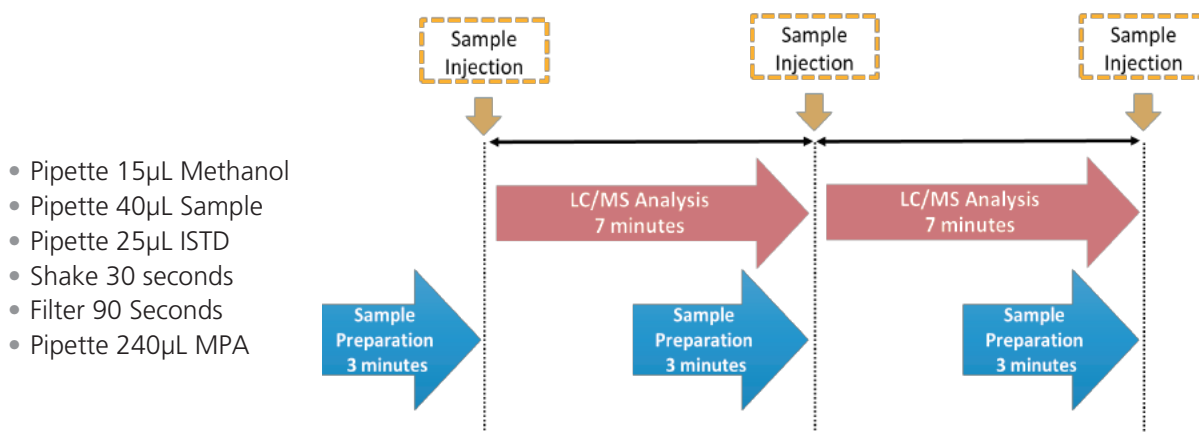 Sample
Injection
Sample
Injection
Sample
Injection
• Pipette 15µL Methanol
• Pipette 40µL Sample
• Pipette 25µL ISTD
• Shake 30 seconds
• Filter 90 Seconds
• Pipette 240µL MPA
LC/MS Analysis
7 minutes
LC/MS Analysis
7 minutes
Sample
Preparation
3 minutes
Sample
Preparation
3 minutes
Sample
Preparation
3 minutes